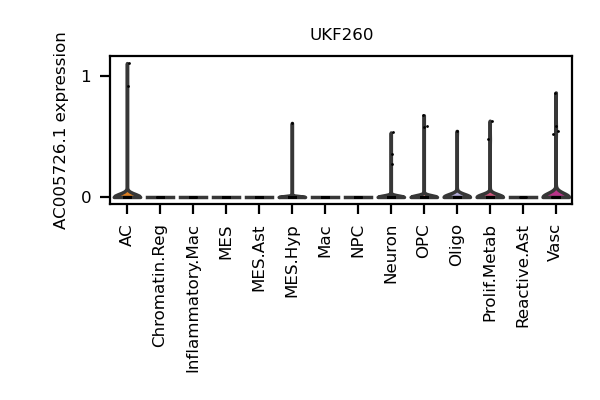 UKF260
AC005726.1 expression
1
0
AC
Chromatin.Reg
Inflammatory.Mac
MES
MES.Ast
MES.Hyp
Mac
NPC
Neuron
OPC
Oligo
Prolif.Metab
Reactive.Ast
Vasc